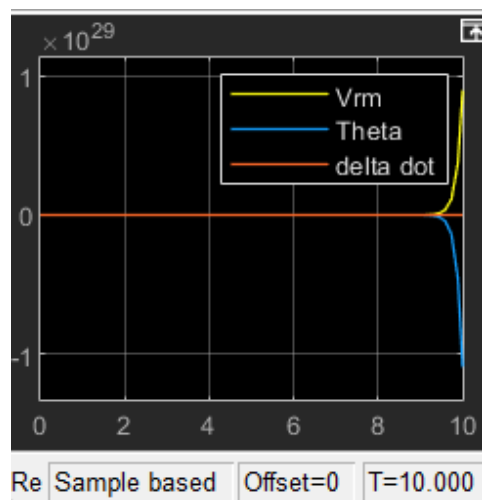 ×10^29
1
Vrm
Theta
delta dot
0
-1
0 2 4 6 8 10
Re Sample based Offset=0 T=10.000